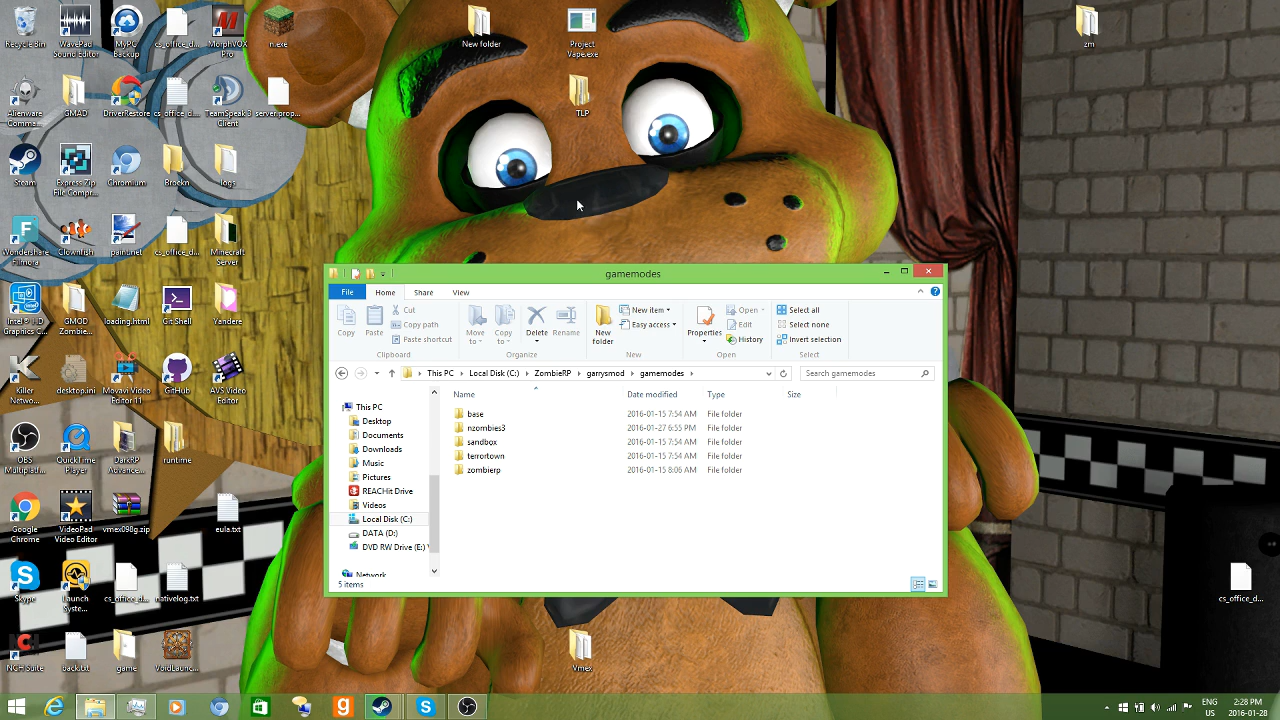 Recycle Bin
WavePad Sound Editor
MyPC Backup
cs_office_d...
MorphVOX Pro
n.exe
New folder
Project Vape.exe
zm
Alienware Comma...
GMAD
DriverRestore
cs_office_d...
TeamSpeak 3 Client
server.prop...
TLP
Steam
Express Zip File Compr...
Chromium
Brockn
logs
Wondershare Filmora
Clownfish
paint.net
cs_office_d...
Minecraft Server
Intel® HD Graphics C...
GMOD Zombie...
loading.html
Git Shell
Yandere
Killer Netwo...
desktop.ini
Movavi Video Editor 11
GitHub
AVS Video Editor
OBS Multiplatf...
QuickTime Player
DarkRP Advance...
runtime
Google Chrome
VideoPad Video Editor
vmex098g.zip
eula.txt
Skype
Launch Syste...
cs_office_d...
nativelog.txt
cs_office_d...
NCH Suite
back.txt
game
VoidLaunc...
Vmex
gamemodes
File
Home
Share
View
Copy
Paste
Cut
Copy path
Paste shortcut
Clipboard
Move to
Copy to
Delete
Rename
Organize
New folder
New item
Easy access
New
Properties
Open
Edit
History
Open
Select all
Select none
Invert selection
Select
This PC
Local Disk (C:)
ZombieRP
garrysmod
gamemodes
Search gamemodes
Name
Date modified
Type
Size
base 2016-01-15 7:54 AM File folder
nzombies3 2016-01-27 6:55 PM File folder
sandbox 2016-01-15 7:54 AM File folder
terrortown 2016-01-15 7:54 AM File folder
zombierp 2016-01-15 8:06 AM File folder
This PC
Desktop
Documents
Downloads
Music
Pictures
REACHit Drive
Videos
Local Disk (C:)
DATA (D:)
DVD RW Drive (E:)
Network
5 items
ENG
US
2:28 PM
2016-01-28